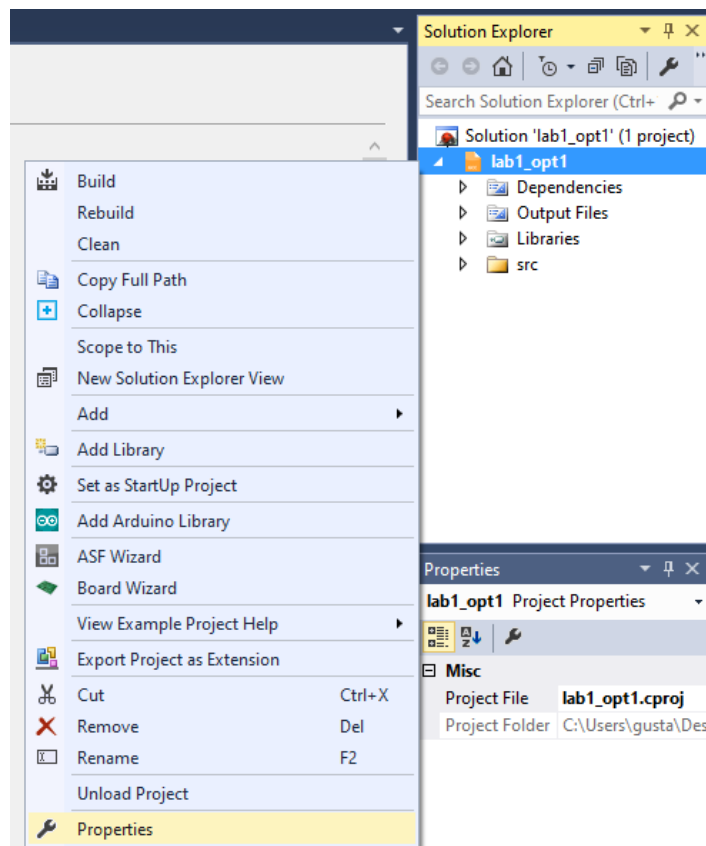 Solution Explorer
Search Solution Explorer (Ctrl+
Solution 'lab1_opt1' (1 project)
lab1_opt1
Dependencies
Output Files
Libraries
src
Build
Rebuild
Clean
Copy Full Path
Collapse
Scope to This
New Solution Explorer View
Add
Add Library
Set as StartUp Project
Add Arduino Library
ASF Wizard
Board Wizard
View Example Project Help
Export Project as Extension
Cut Ctrl+X
Remove Del
Rename F2
Unload Project
Properties
Properties
lab1_opt1 Project Properties
Misc
Project File lab1_opt1.cproj
Project Folder C:\Users\gusta\Des